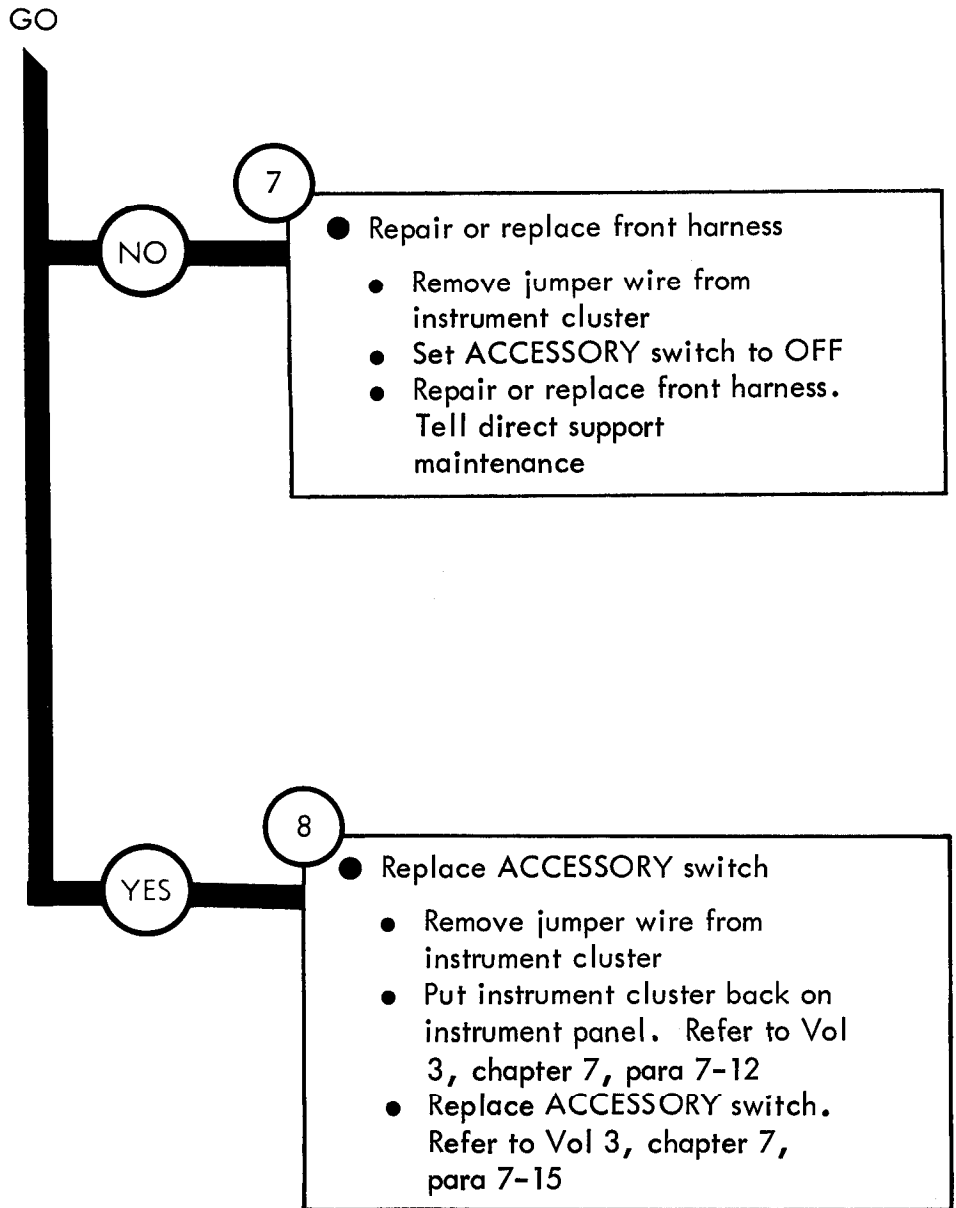 GO
7
● Repair or replace front harness
NO
● Remove jumper wire from
instrument cluster
● Set ACCESSORY switch to OFF
● Repair or replace front harness.
Tell direct support
maintenance
8
● Replace ACCESSORY switch
YES
● Remove jumper wire from
instrument cluster
● Put instrument cluster back on
instrument panel. Refer to Vol
3, chapter 7, para 7-12
● Replace ACCESSORY switch.
Refer to Vol 3, chapter 7,
para 7-15